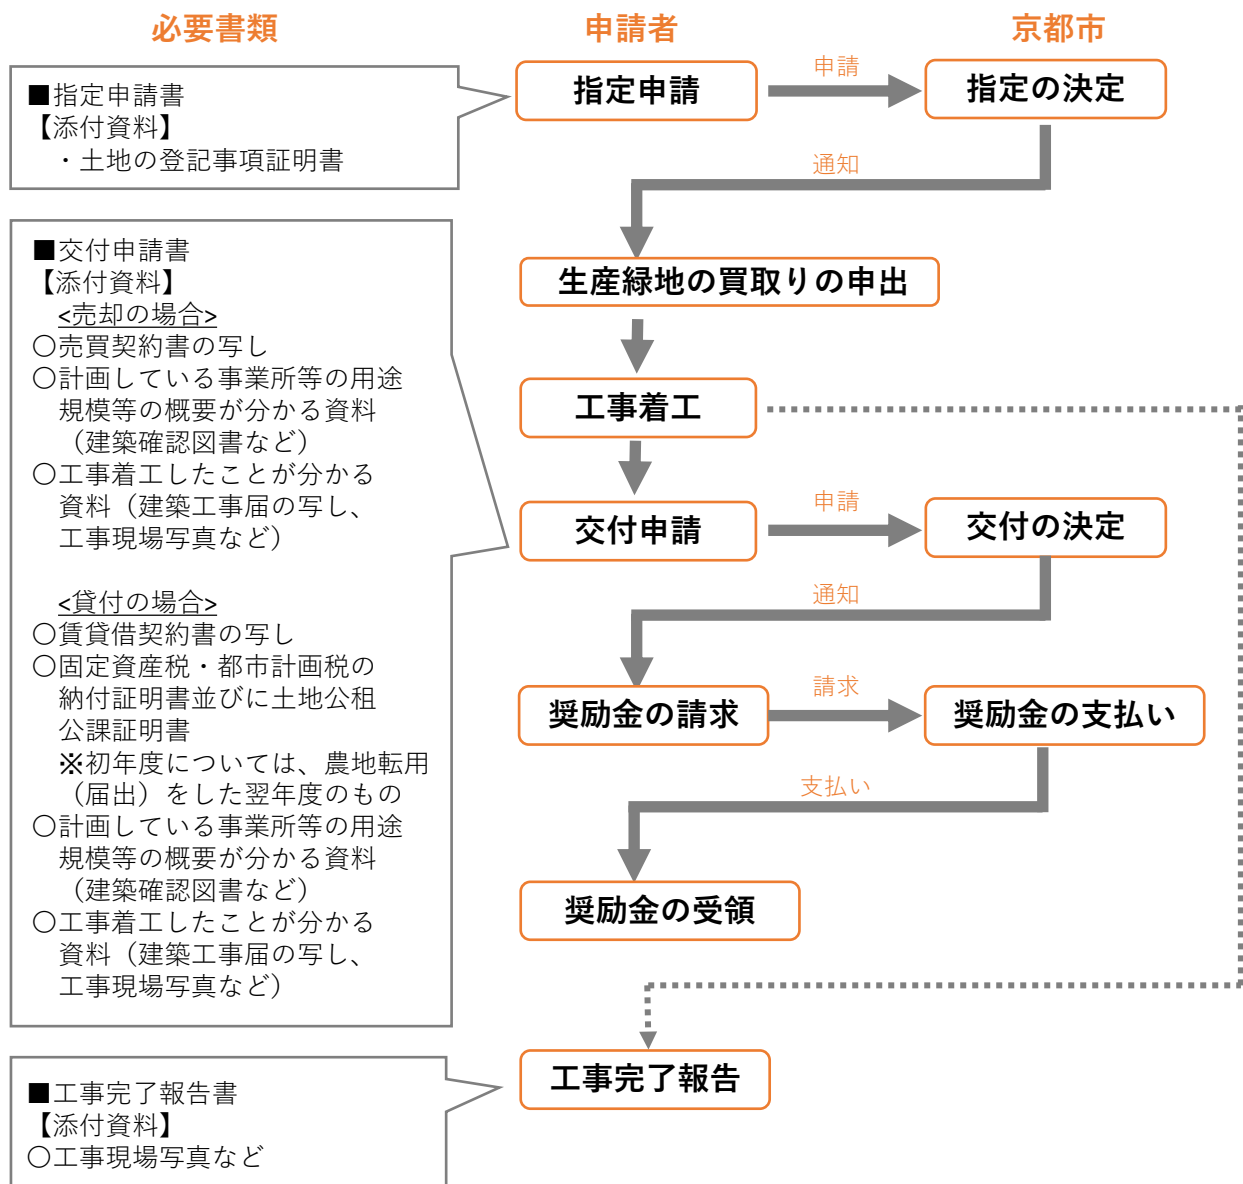 必要書類
申請者
京都市
■指定申請書
【添付資料】
・土地の登記事項証明書
指定申請
申請
指定の決定
通知
生産緑地の買取りの申出
工事着工
■交付申請書
【添付資料】
<売却の場合>
〇売買契約書の写し
〇計画している事業所等の用途
規模等の概要が分かる資料
（建築確認図書など）
〇工事着工したことが分かる
資料（建築工事届の写し、
工事現場写真など）
<貸付の場合>
〇賃貸借契約書の写し
〇固定資産税・都市計画税の
納付証明書並びに土地公租
公課証明書
※初年度については、農地転用
（届出）をした翌年度のもの
〇計画している事業所等の用途
規模等の概要が分かる資料
（建築確認図書など）
〇工事着工したことが分かる
資料（建築工事届の写し、
工事現場写真など）
交付申請
申請
交付の決定
通知
奨励金の請求
請求
奨励金の支払い
支払い
奨励金の受領
■工事完了報告書
【添付資料】
〇工事現場写真など
工事完了報告